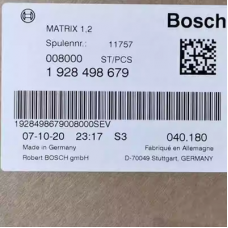 Bosch
MATRIX 1.2
Spulennr.: 11757
008000 ST/PCS
1 928 498 679
1928498679008000SEV
07-10-20 23:17 S3 040.180
Made in Germany Fabriqué en Allemagne
Robert BOSCH gmbH D-70049 Stuttgart, GERMANY